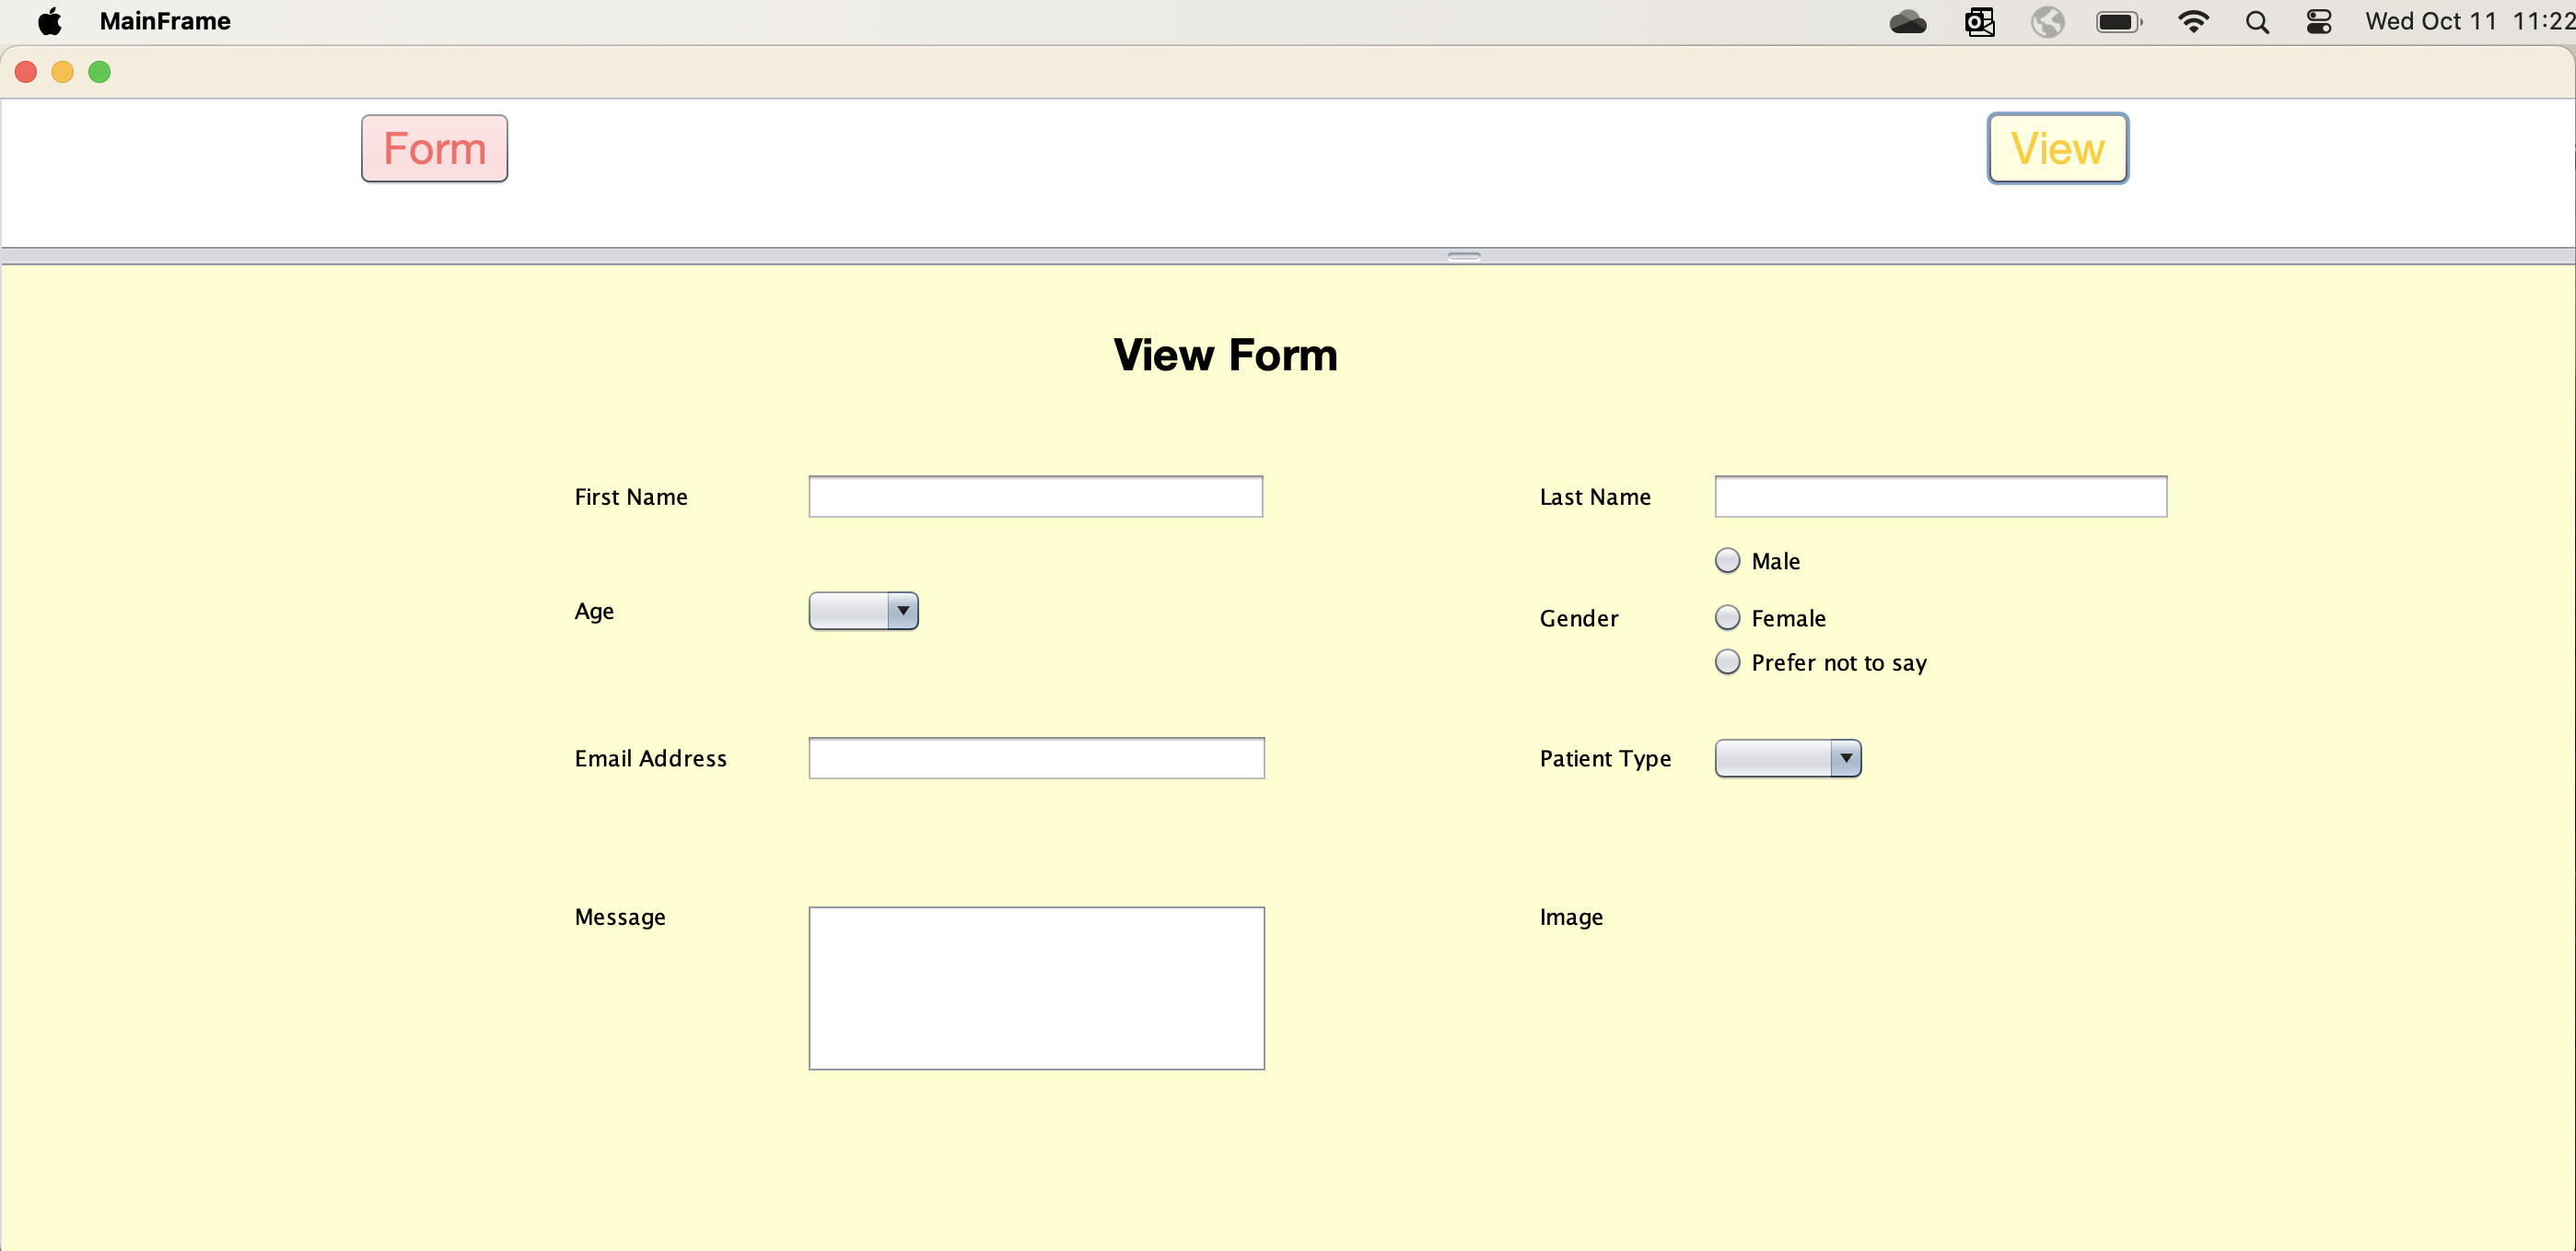 MainFrame Wed Oct 11 11:22
Form View
View Form
First Name Last Name
Male
Age Gender Female
Prefer not to say
Email Address Patient Type
Message Image